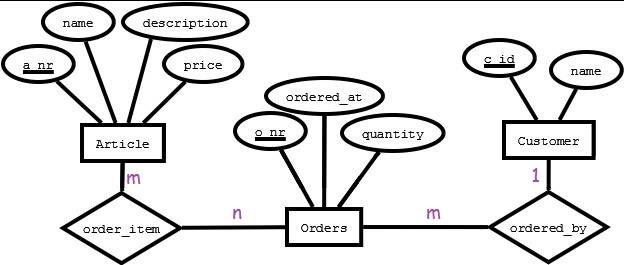 name
description
a_nr
price
Article
m
order_item
n
ordered_at
o_nr
quantity
Orders
m
c_id
name
Customer
1
ordered_by